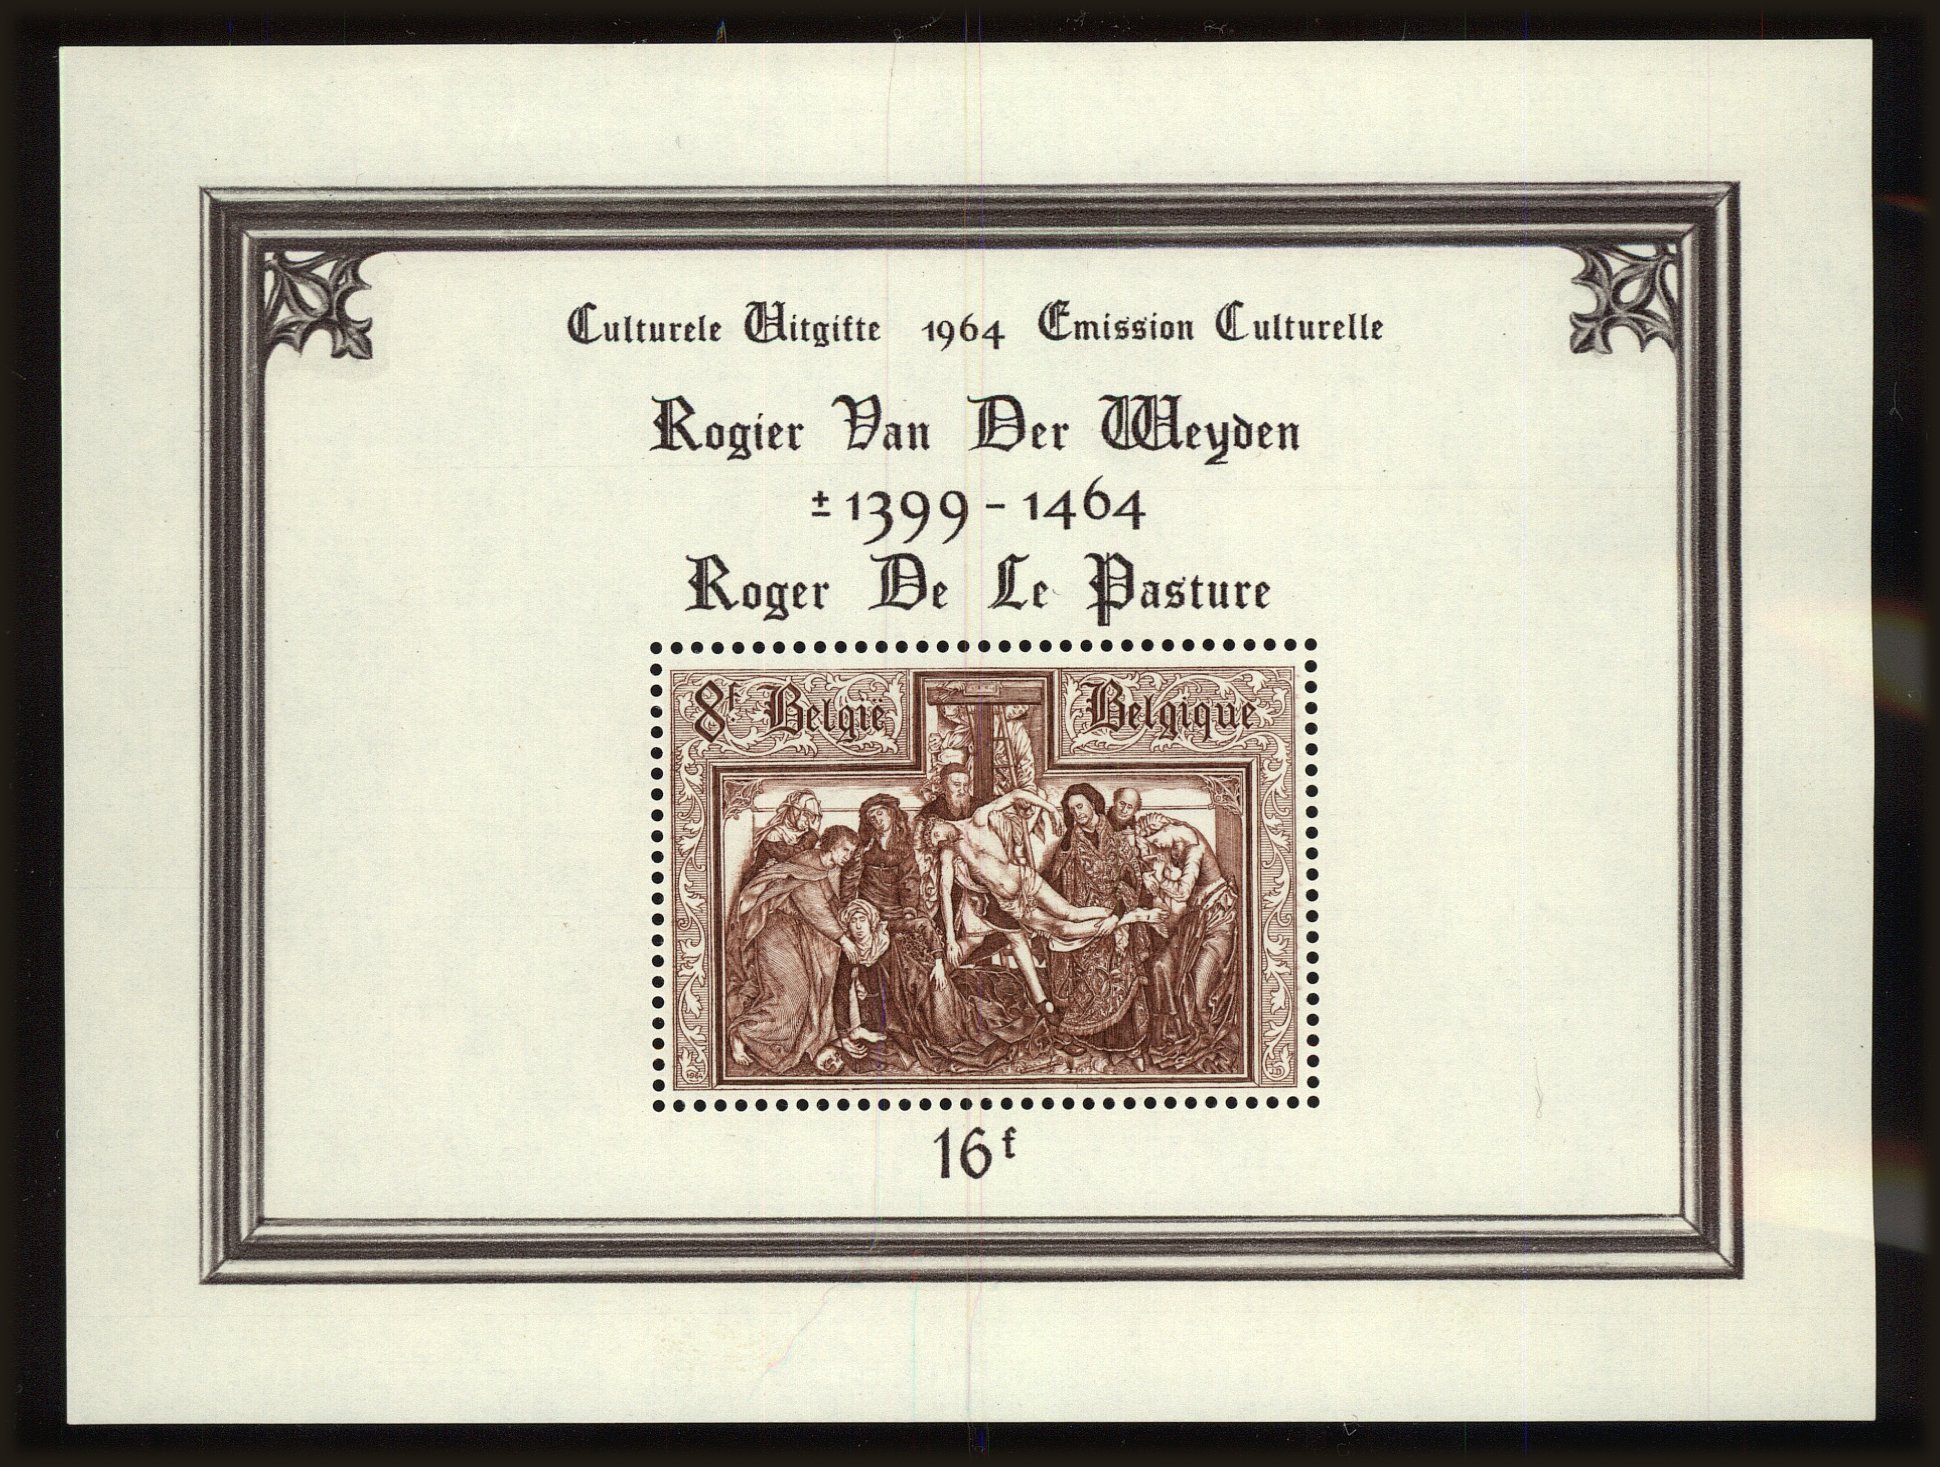 Culturele Uitgifte 1964 Emission Culturelle
Rogier Van Der Weyden
± 1399 - 1464
Roger De Le Pasture
8f België Belgique
1964
16f